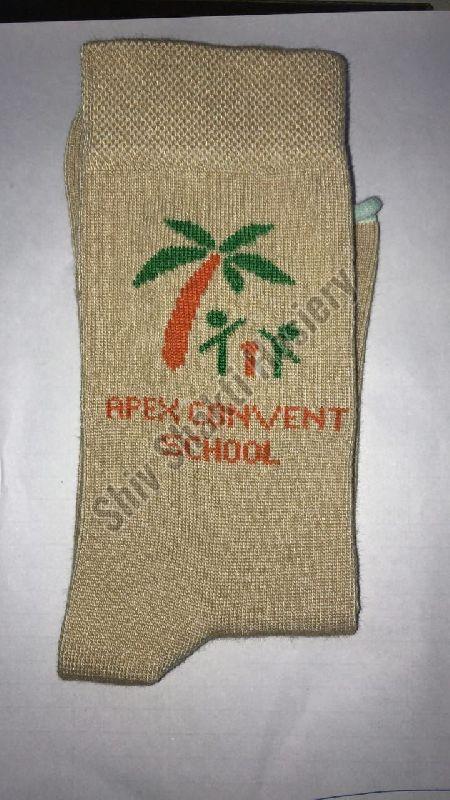 APEX CONVENT
SCHOOL
Shiv Shakti Hosiery